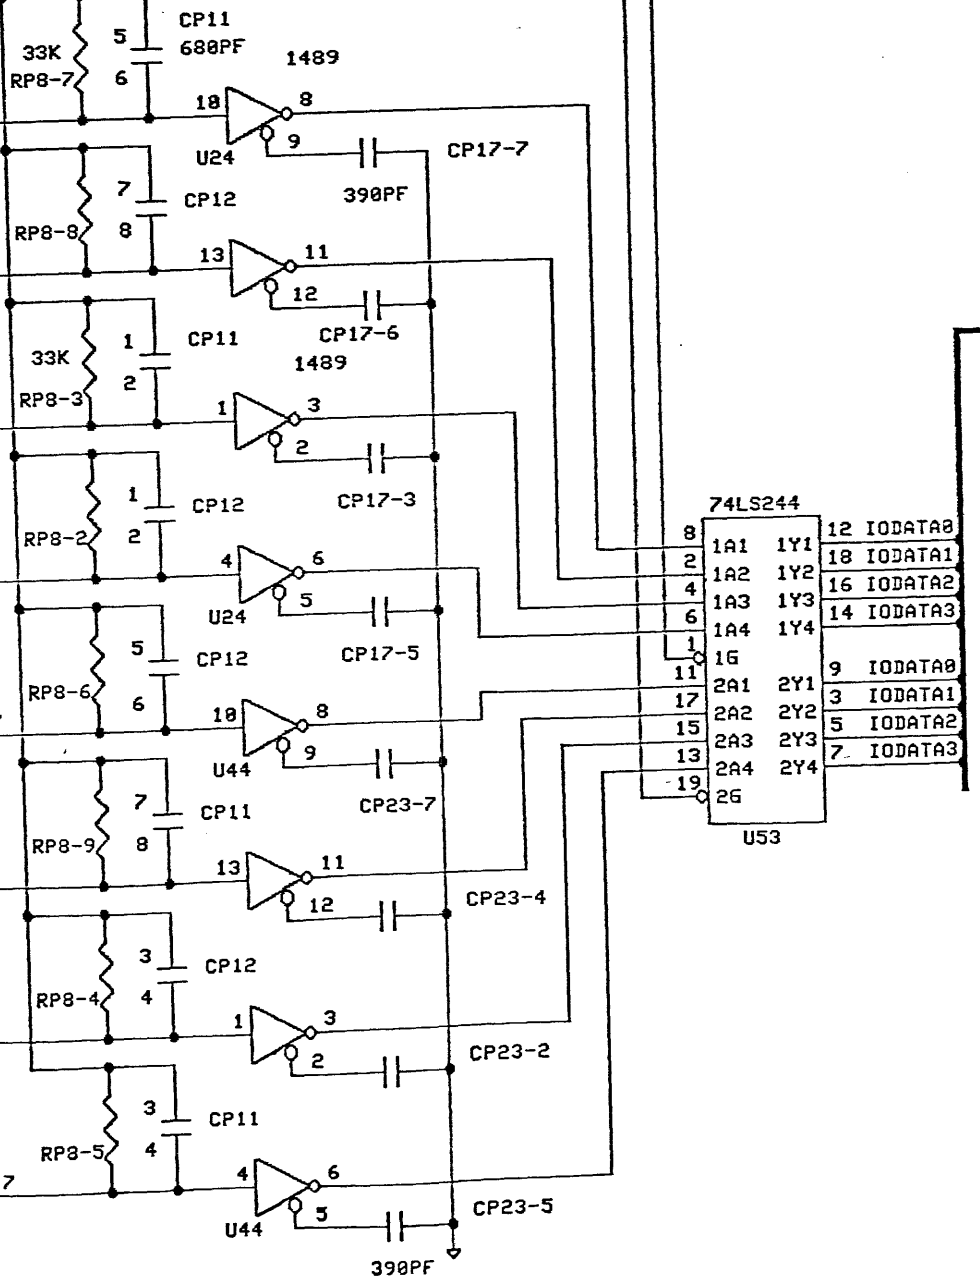 CP11
5
680PF
33K
1489
RP8-7
6
10
8
9
CP17-7
U24
7
390PF
CP12
RP8-8
8
13
11
12
CP17-6
1
CP11
33K
1489
2
RP8-3
1
3
2
CP17-3
1
CP12
74LS244
RP8-2
2
8 1A1 1Y1 12 IODATA0
2 1A2 1Y2 18 IODATA1
4 1A3 1Y3 16 IODATA2
6 1A4 1Y4 14 IODATA3
1 1G
11 2A1 2Y1 9 IODATA0
17 2A2 2Y2 3 IODATA1
15 2A3 2Y3 5 IODATA2
13 2A4 2Y4 7 IODATA3
19 2G
U53
4
6
5
U24
5
CP12
CP17-5
RP8-6
6
10
8
9
U44
7
CP23-7
CP11
RP8-9
8
13
11
12
CP23-4
3
CP12
RP8-4
4
1
3
2
CP23-2
3
CP11
RP8-5
4
7
4
6
5
CP23-5
U44
390PF